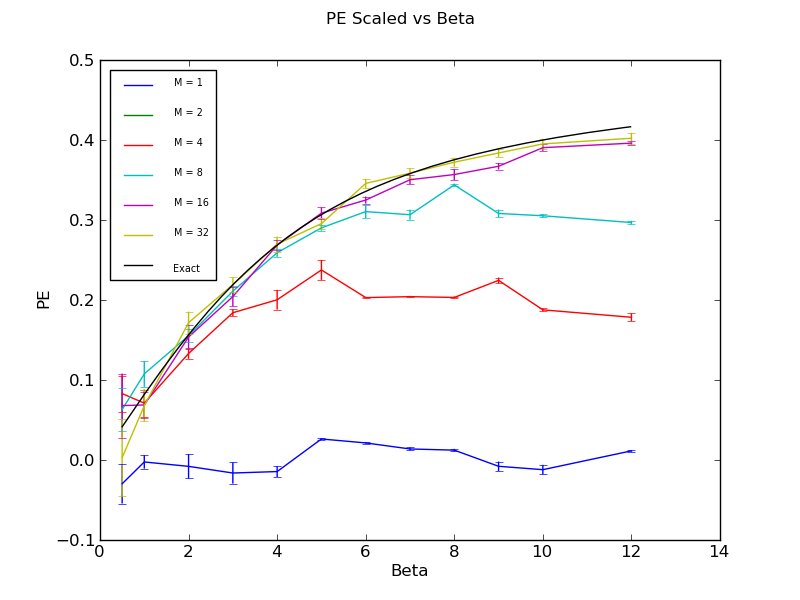 PE Scaled vs Beta
0.5
0.4
0.3
0.2
0.1
0.0
−0.1
PE
M = 1
M = 2
M = 4
M = 8
M = 16
M = 32
Exact
0 2 4 6 8 10 12 14
Beta